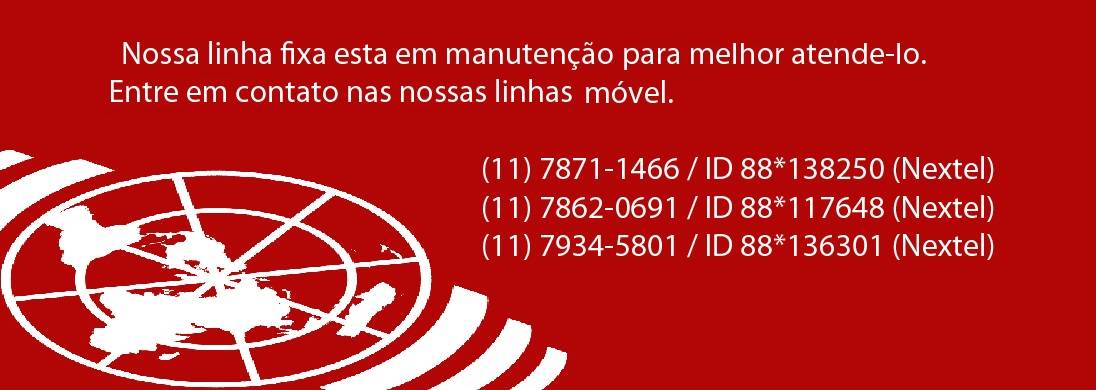 Nossa linha fixa esta em manutenção para melhor atende-lo.
Entre em contato nas nossas linhas móvel.
(11) 7871-1466 / ID 88*138250 (Nextel)
(11) 7862-0691 / ID 88*117648 (Nextel)
(11) 7934-5801 / ID 88*136301 (Nextel)